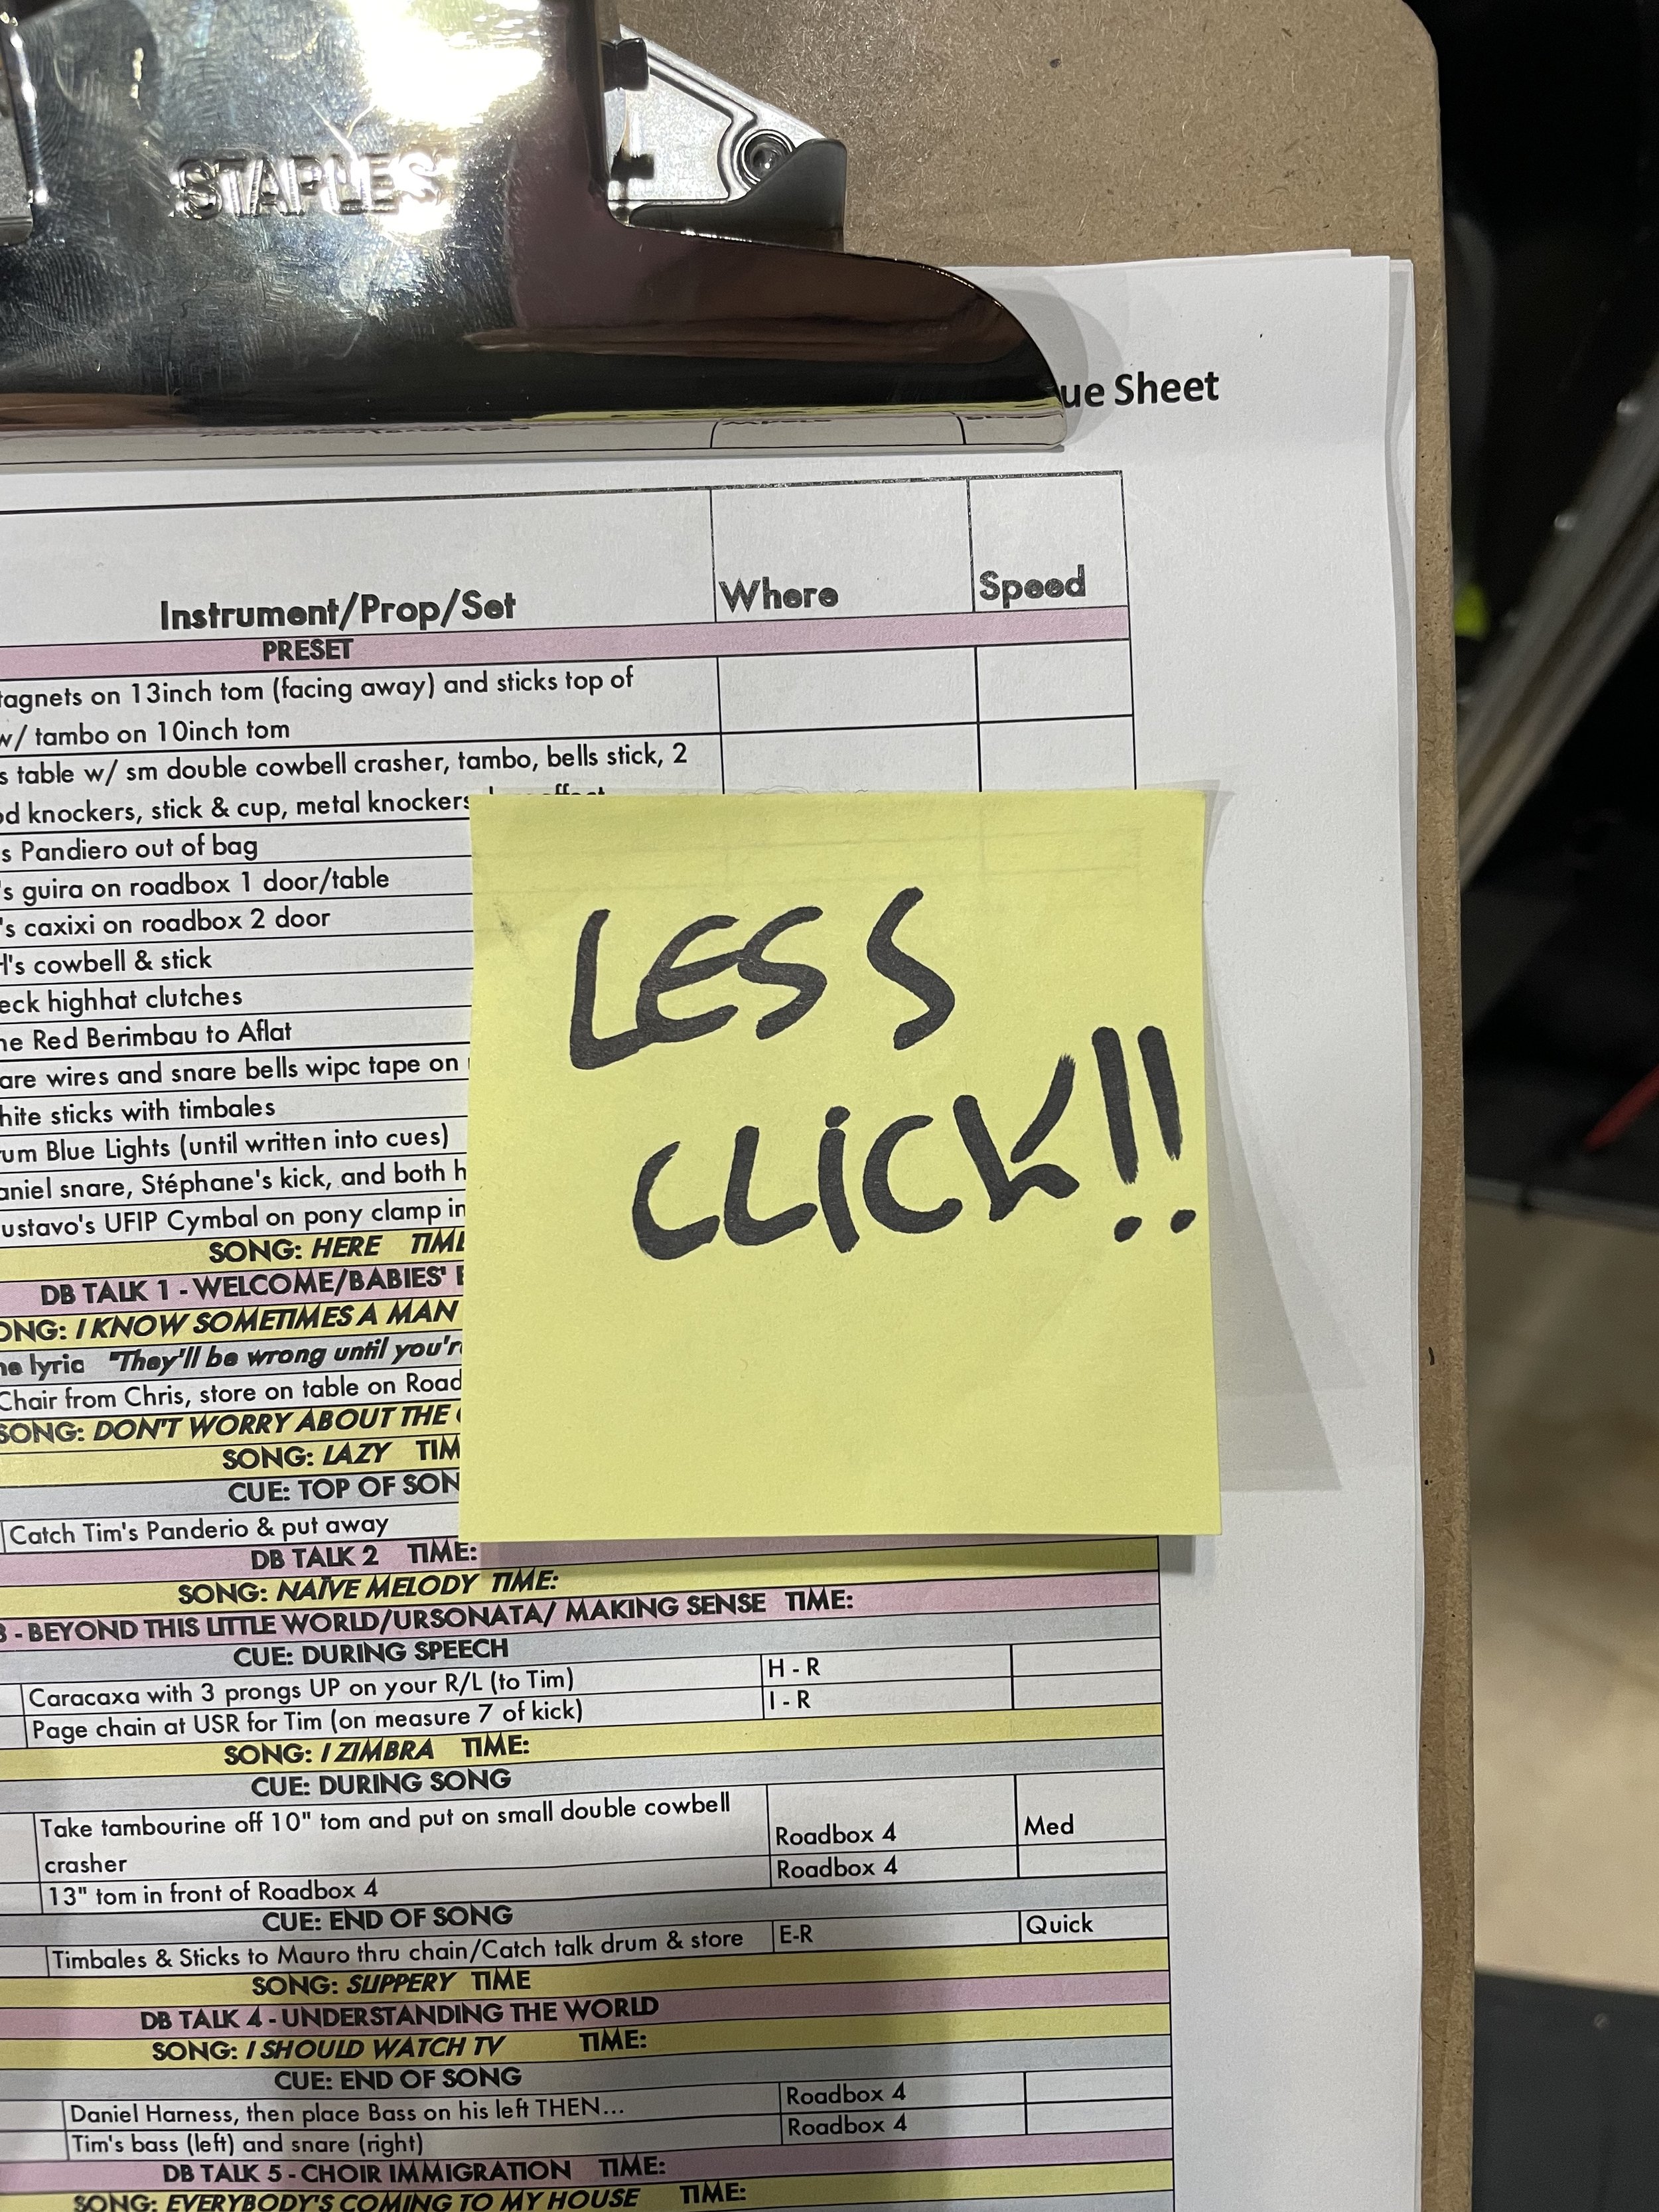 STAPLES
ue Sheet
Instrument/Prop/Set Where Speed
PRESET
tagnets on 13inch tom (facing away) and sticks top of
w/ tambo on 10inch tom
s table w/ sm double cowbell crasher, tambo, bells stick, 2
od knockers, stick & cup, metal knockers
s Pandiero out of bag
's guira on roadbox 1 door/table
's caxixi on roadbox 2 door
H's cowbell & stick
eck highhat clutches
ne Red Berimbau to Aflat
are wires and snare bells wipc tape on
hite sticks with timbales
um Blue Lights (until written into cues)
aniel snare, Stéphane's kick, and both h
ustavo's UFIP Cymbal on pony clamp in
LESS
CLICK!!
SONG: HERE TIME
DB TALK 1 - WELCOME/BABIES'
ONG: I KNOW SOMETIMES A MAN
ne lyric "They'll be wrong until you'r
Chair from Chris, store on table on Road
SONG: DON'T WORRY ABOUT THE
SONG: LAZY TIM
CUE: TOP OF SON
Catch Tim's Panderio & put away
DB TALK 2 TIME:
SONG: NAÏVE MELODY TIME:
3 - BEYOND THIS LITTLE WORLD/URSONATA/ MAKING SENSE TIME:
CUE: DURING SPEECH
Caracaxa with 3 prongs UP on your R/L (to Tim) H - R
Page chain at USR for Tim (on measure 7 of kick) I - R
SONG: I ZIMBRA TIME:
CUE: DURING SONG
Take tambourine off 10" tom and put on small double cowbell
crasher Roadbox 4 Med
13" tom in front of Roadbox 4 Roadbox 4
CUE: END OF SONG
Timbales & Sticks to Mauro thru chain/Catch talk drum & store E-R Quick
SONG: SLIPPERY TIME
DB TALK 4 - UNDERSTANDING THE WORLD
SONG: I SHOULD WATCH TV TIME:
CUE: END OF SONG
Daniel Harness, then place Bass on his left THEN... Roadbox 4
Tim's bass (left) and snare (right) Roadbox 4
DB TALK 5 - CHOIR IMMIGRATION TIME:
SONG: EVERYBODY'S COMING TO MY HOUSE TIME: